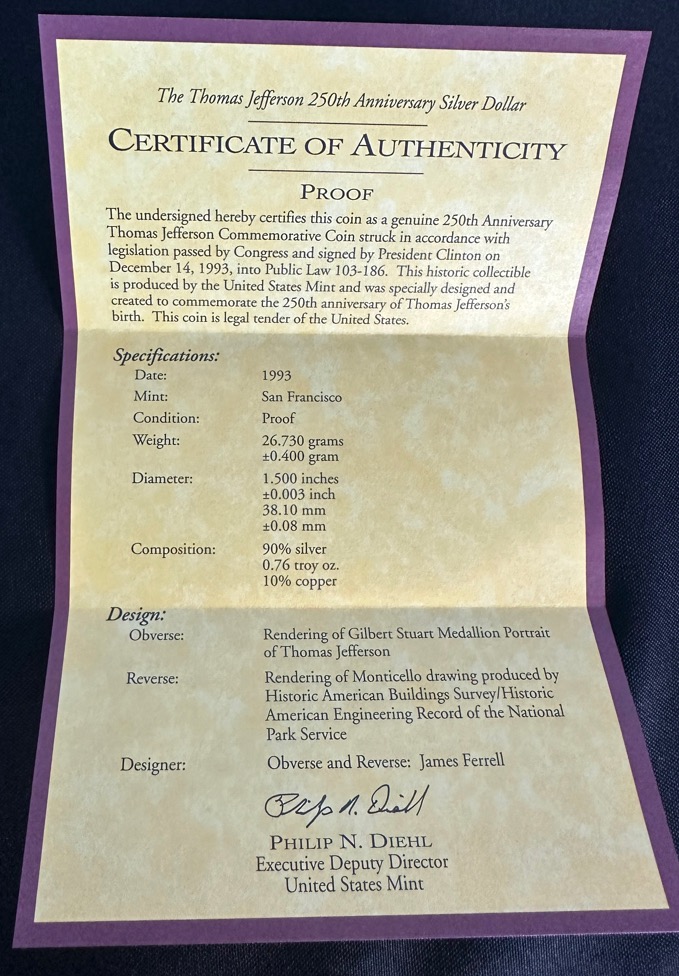 The Thomas Jefferson 250th Anniversary Silver Dollar
CERTIFICATE OF AUTHENTICITY
PROOF
The undersigned hereby certifies this coin as a genuine 250th Anniversary
Thomas Jefferson Commemorative Coin struck in accordance with
legislation passed by Congress and signed by President Clinton on
December 14, 1993, into Public Law 103-186. This historic collectible
is produced by the United States Mint and was specially designed and
created to commemorate the 250th anniversary of Thomas Jefferson's
birth. This coin is legal tender of the United States.
Specifications:
Date: 1993
Mint: San Francisco
Condition: Proof
Weight: 26.730 grams
±0.400 gram
Diameter: 1.500 inches
±0.003 inch
38.10 mm
±0.08 mm
Composition: 90% silver
0.76 troy oz.
10% copper
Design:
Obverse: Rendering of Gilbert Stuart Medallion Portrait
of Thomas Jefferson
Reverse: Rendering of Monticello drawing produced by
Historic American Buildings Survey/Historic
American Engineering Record of the National
Park Service
Designer: Obverse and Reverse: James Ferrell
Philip N. Diehl
PHILIP N. DIEHL
Executive Deputy Director
United States Mint